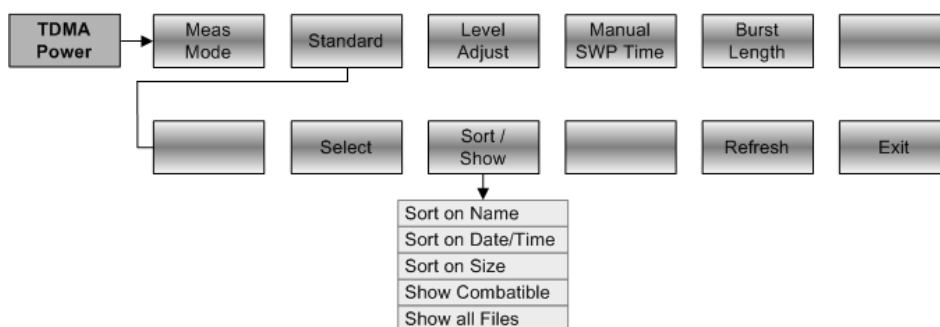 TDMA
Power
Meas
Mode
Standard
Level
Adjust
Manual
SWP Time
Burst
Length
Select
Sort /
Show
Refresh
Exit
Sort on Name
Sort on Date/Time
Sort on Size
Show Combatible
Show all Files